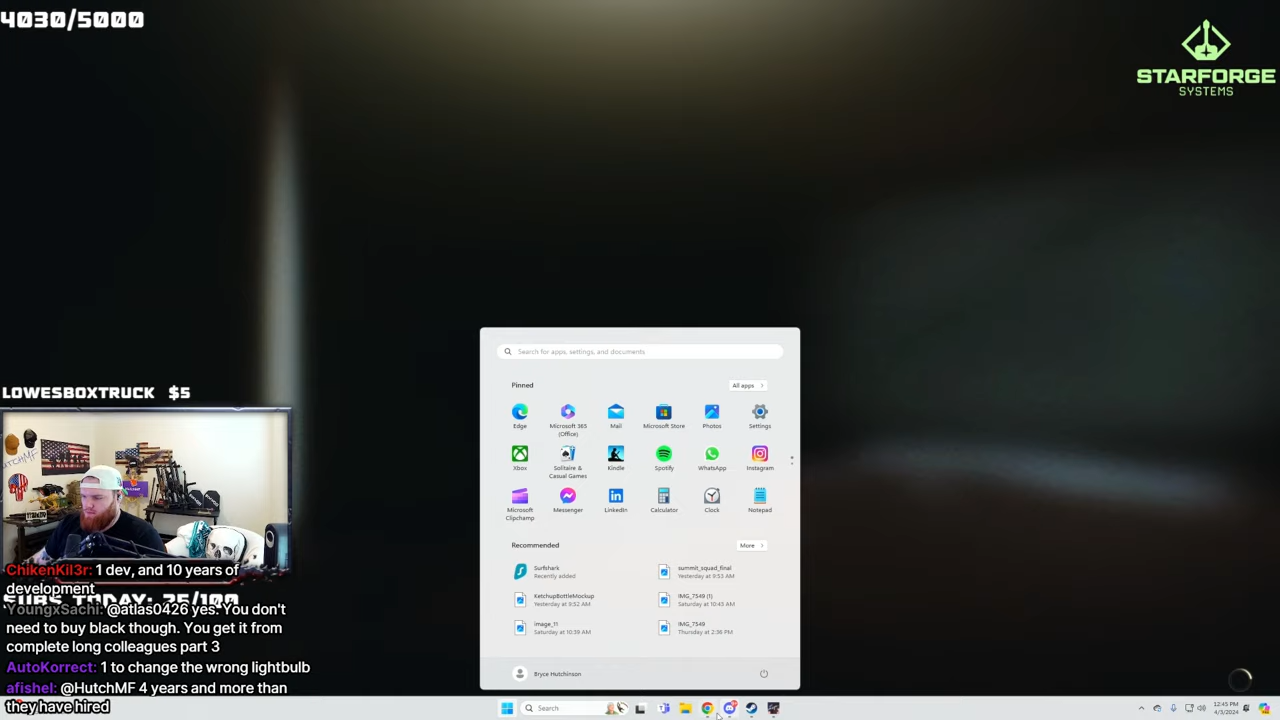 4030/5000
STARFORGE
SYSTEMS
Search for apps, settings, and documents
Pinned
All apps
Edge
Microsoft 365
(Office)
Mail
Microsoft Store
Photos
Settings
Xbox
Solitaire &
Casual Games
Kindle
Spotify
WhatsApp
Instagram
Microsoft
Clipchamp
Messenger
LinkedIn
Calculator
Clock
Notepad
Recommended
More
Surfshark
Recently added
summit_squad_final
Yesterday at 9:53 AM
KetchupBottleMockup
Yesterday at 9:52 AM
IMG_7549 (1)
Saturday at 10:43 AM
image_11
Saturday at 10:39 AM
IMG_7549
Thursday at 2:36 PM
Bryce Hutchinson
LOWESBOXTRUCK $5
ChikenKil3r: 1 dev, and 10 years of
development
SUBS TODAY: 25/100
YoungxSachi: @atlas0426 yes. You don't
need to buy black though. You get it from
complete long colleagues part 3
AutoKorrect: 1 to change the wrong lightbulb
afishel: @HutchMF 4 years and more than
they have hired
Search
12:45 PM
4/3/2024